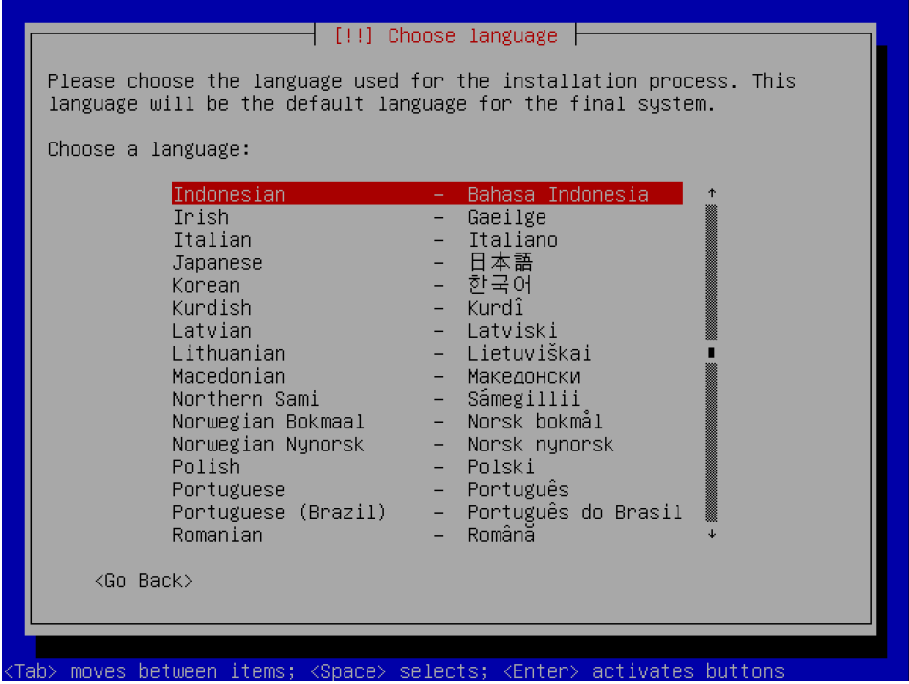 [!!] Choose language
Please choose the language used for the installation process. This
language will be the default language for the final system.
Choose a language:
Indonesian - Bahasa Indonesia
Irish - Gaeilge
Italian - Italiano
Japanese - 日本語
Korean - 한국어
Kurdish - Kurdî
Latvian - Latviski
Lithuanian - Lietuviškai
Macedonian - Македонски
Northern Sami - Sámegillii
Norwegian Bokmaal - Norsk bokmål
Norwegian Nynorsk - Norsk nynorsk
Polish - Polski
Portuguese - Português
Portuguese (Brazil) - Português do Brasil
Romanian - Română
<Go Back>
<Tab> moves between items; <Space> selects; <Enter> activates buttons